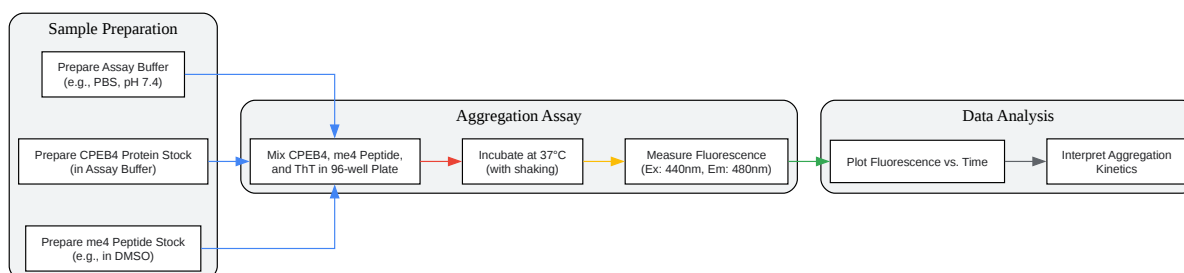 Sample Preparation
Prepare Assay Buffer
(e.g., PBS, pH 7.4)
Prepare CPEB4 Protein Stock
(in Assay Buffer)
Prepare me4 Peptide Stock
(e.g., in DMSO)
Aggregation Assay
Mix CPEB4, me4 Peptide,
and ThT in 96-well Plate
Incubate at 37°C
(with shaking)
Measure Fluorescence
(Ex: 440nm, Em: 480nm)
Data Analysis
Plot Fluorescence vs. Time
Interpret Aggregation
Kinetics